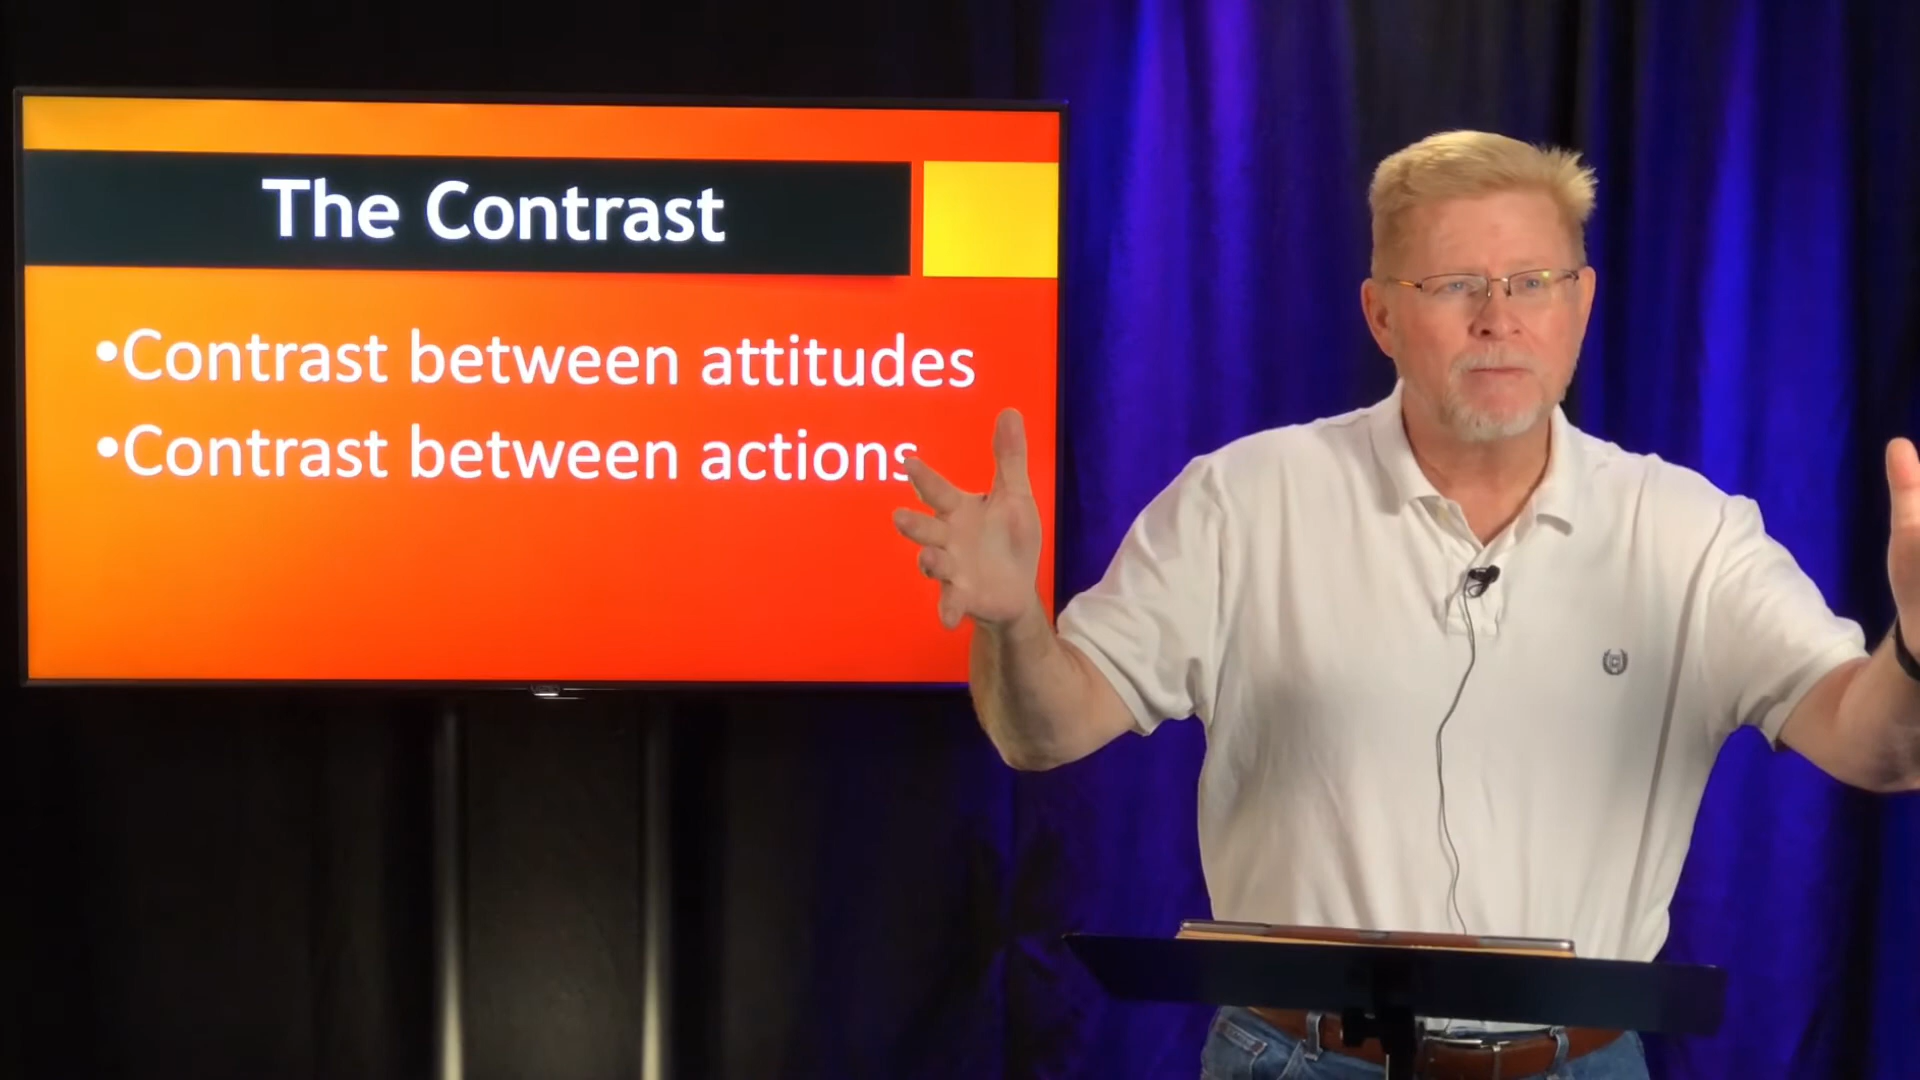 The Contrast
•Contrast between attitudes
•Contrast between actions